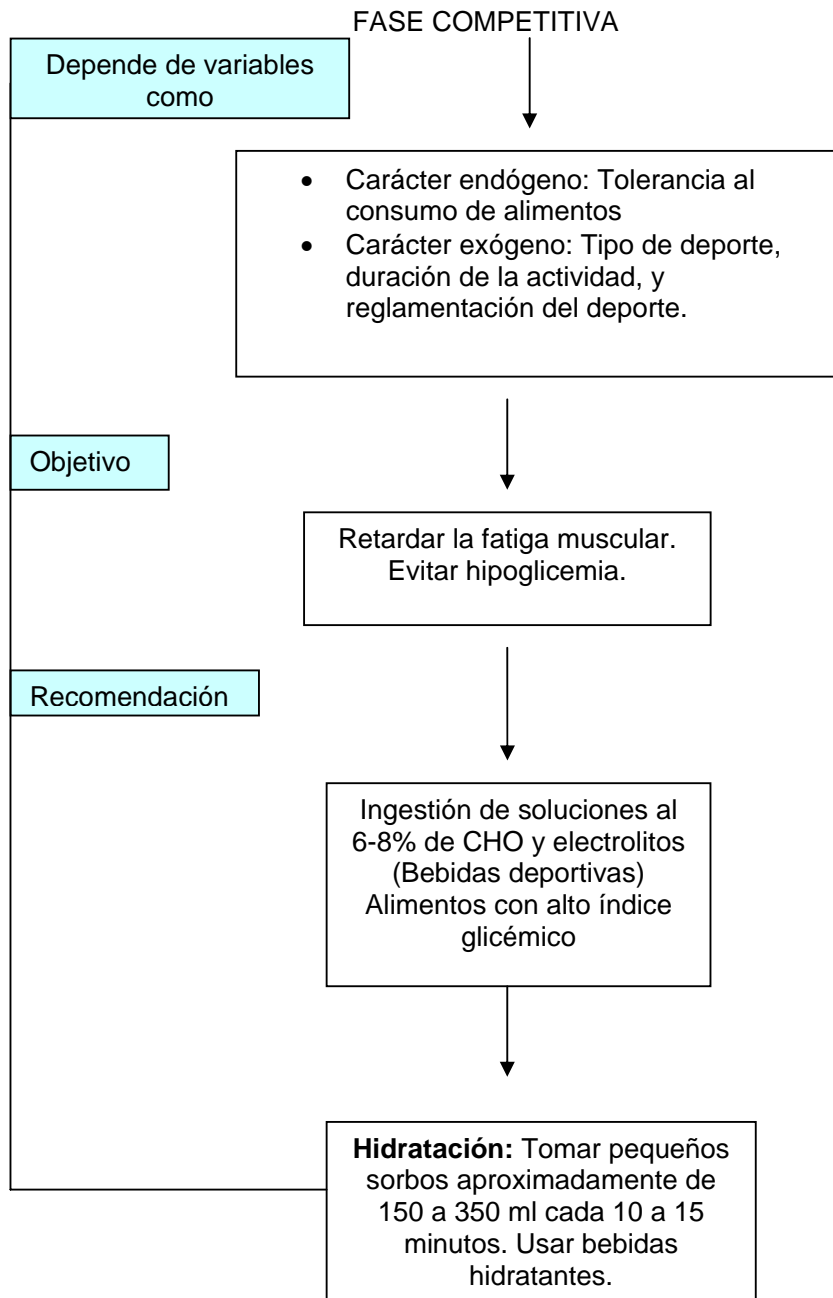 FASE COMPETITIVA
Depende de variables
como
• Carácter endógeno: Tolerancia al
consumo de alimentos
• Carácter exógeno: Tipo de deporte,
duración de la actividad, y
reglamentación del deporte.
Objetivo
Retardar la fatiga muscular.
Evitar hipoglicemia.
Recomendación
Ingestión de soluciones al
6-8% de CHO y electrolitos
(Bebidas deportivas)
Alimentos con alto índice
glicémico
Hidratación: Tomar pequeños
sorbos aproximadamente de
150 a 350 ml cada 10 a 15
minutos. Usar bebidas
hidratantes.